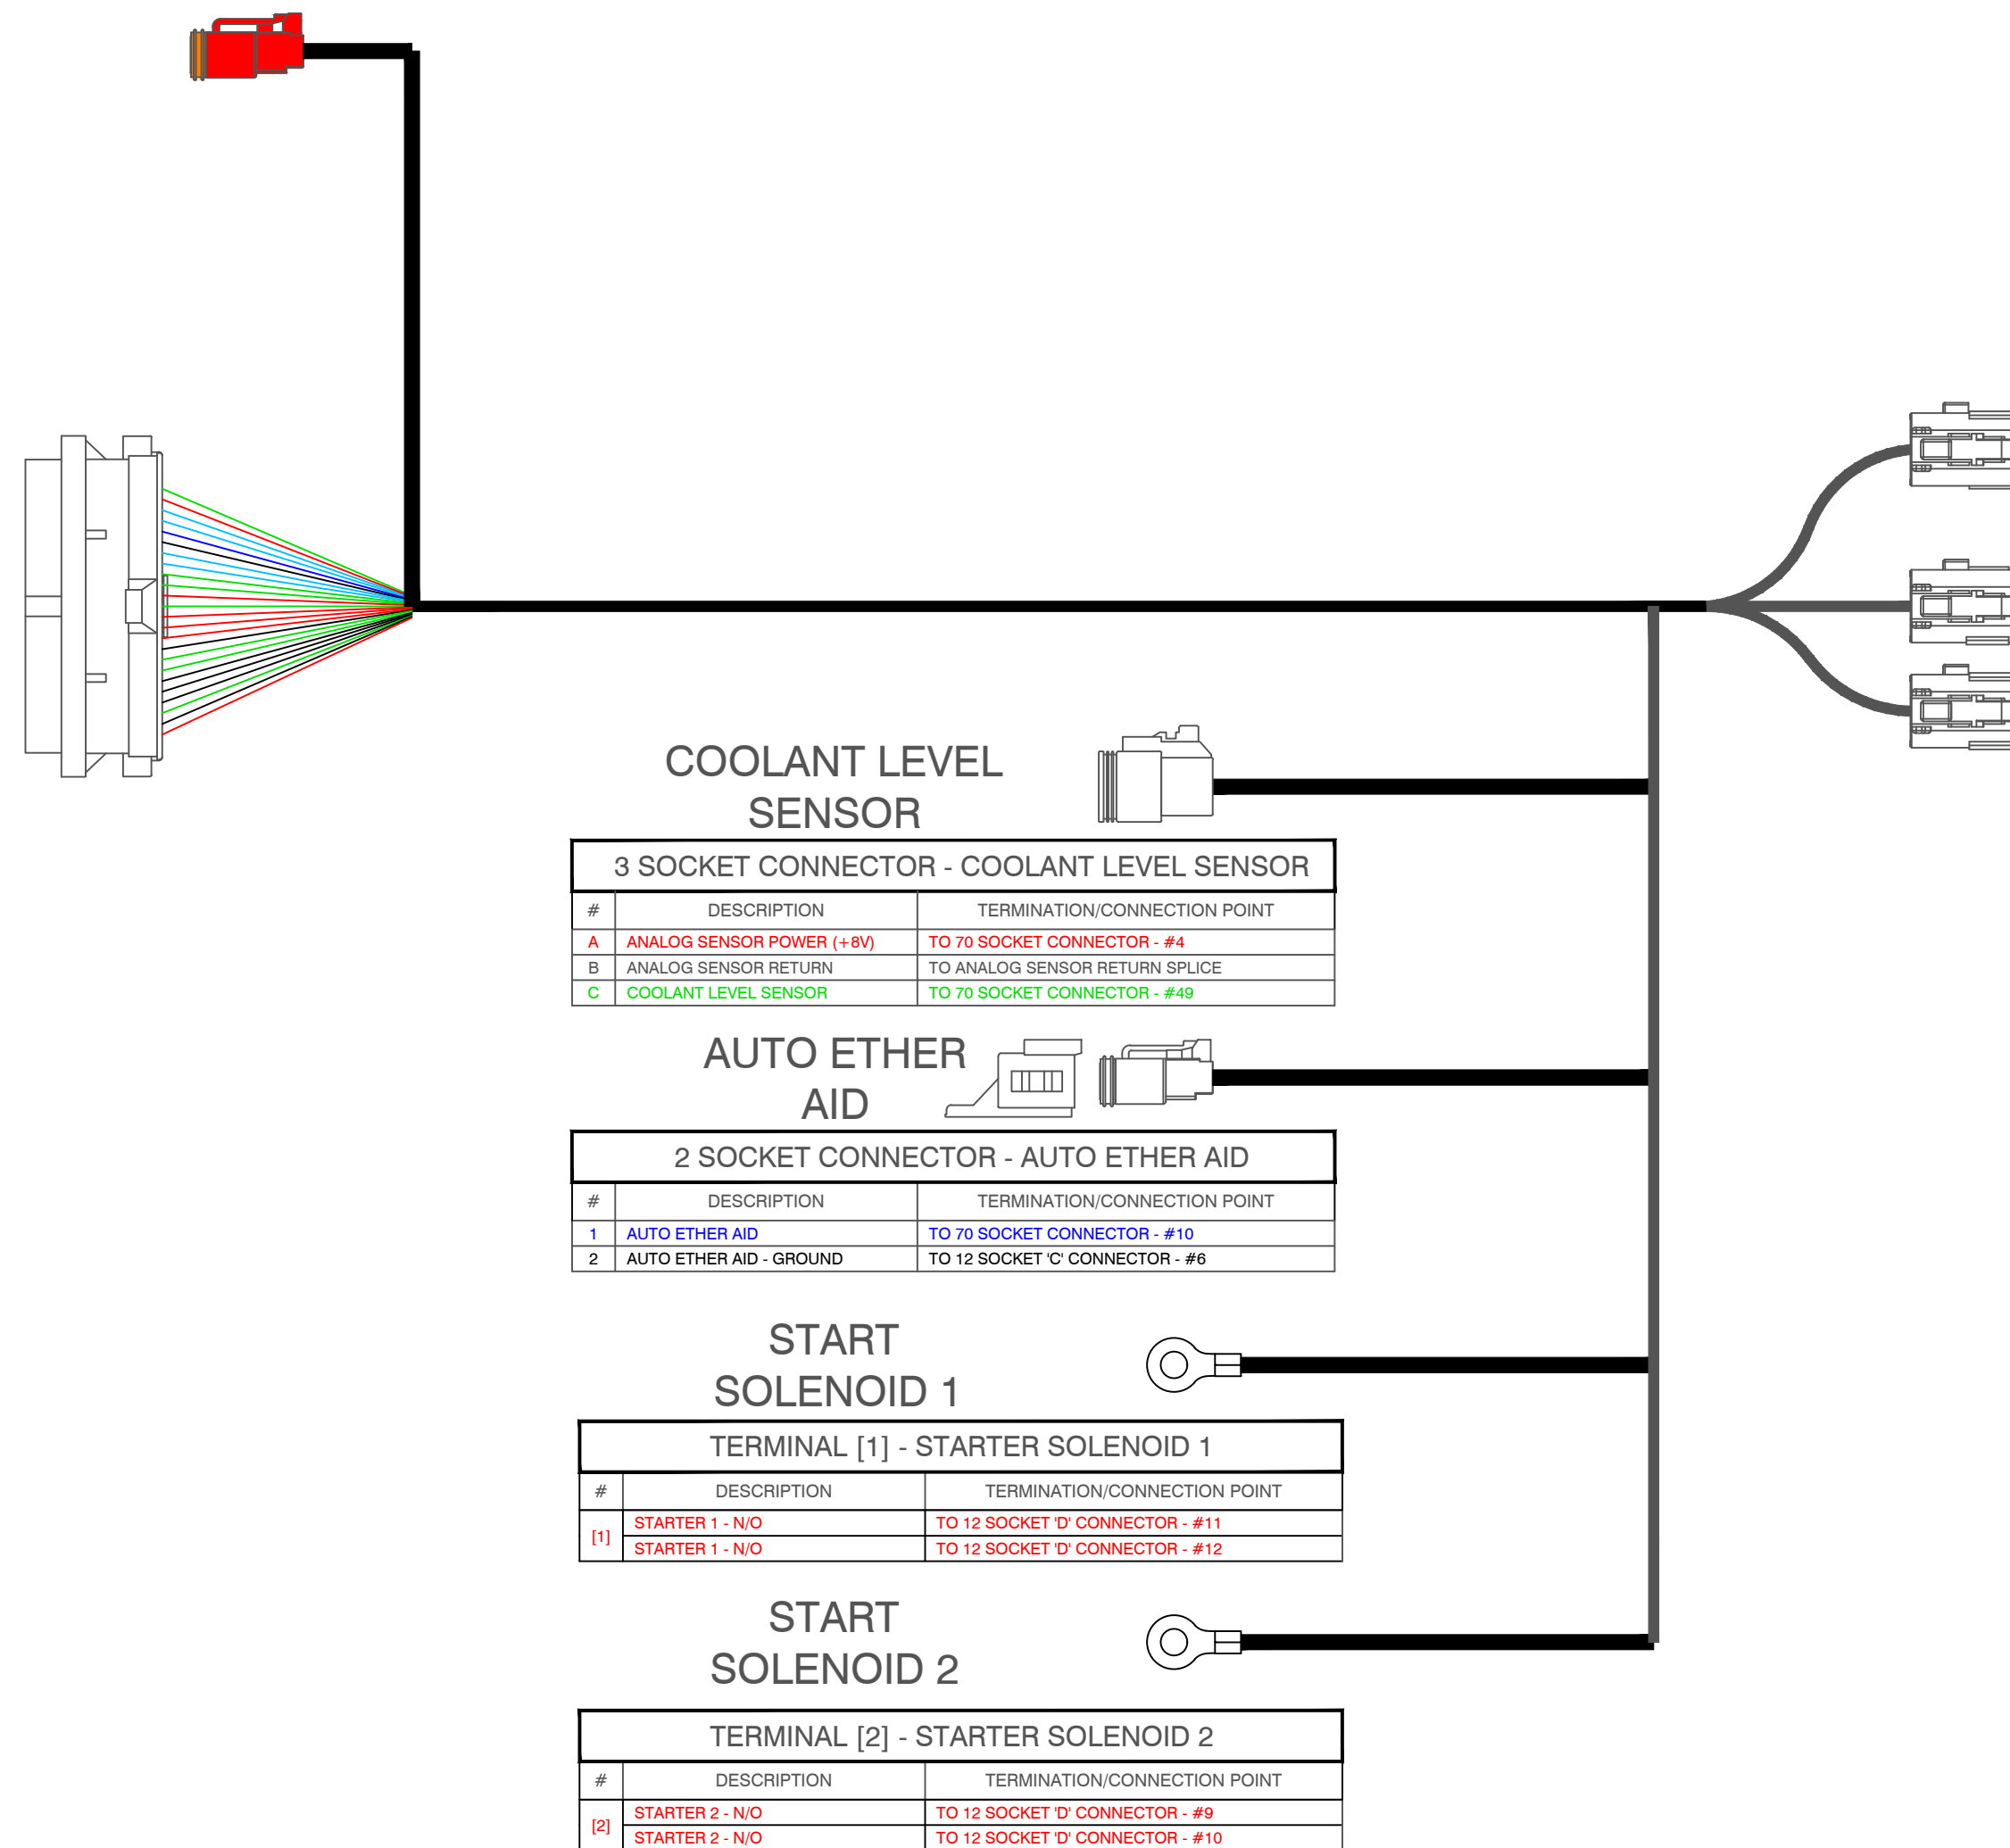 COOLANT LEVEL
SENSOR
3 SOCKET CONNECTOR - COOLANT LEVEL SENSOR
# DESCRIPTION TERMINATION/CONNECTION POINT
A ANALOG SENSOR POWER (+8V) TO 70 SOCKET CONNECTOR - #4
B ANALOG SENSOR RETURN TO ANALOG SENSOR RETURN SPLICE
C COOLANT LEVEL SENSOR TO 70 SOCKET CONNECTOR - #49
AUTO ETHER
AID
2 SOCKET CONNECTOR - AUTO ETHER AID
# DESCRIPTION TERMINATION/CONNECTION POINT
1 AUTO ETHER AID TO 70 SOCKET CONNECTOR - #10
2 AUTO ETHER AID - GROUND TO 12 SOCKET 'C' CONNECTOR - #6
START
SOLENOID 1
TERMINAL [1] - STARTER SOLENOID 1
# DESCRIPTION TERMINATION/CONNECTION POINT
[1] STARTER 1 - N/O TO 12 SOCKET 'D' CONNECTOR - #11
STARTER 1 - N/O TO 12 SOCKET 'D' CONNECTOR - #12
START
SOLENOID 2
TERMINAL [2] - STARTER SOLENOID 2
# DESCRIPTION TERMINATION/CONNECTION POINT
[2] STARTER 2 - N/O TO 12 SOCKET 'D' CONNECTOR - #9
STARTER 2 - N/O TO 12 SOCKET 'D' CONNECTOR - #10